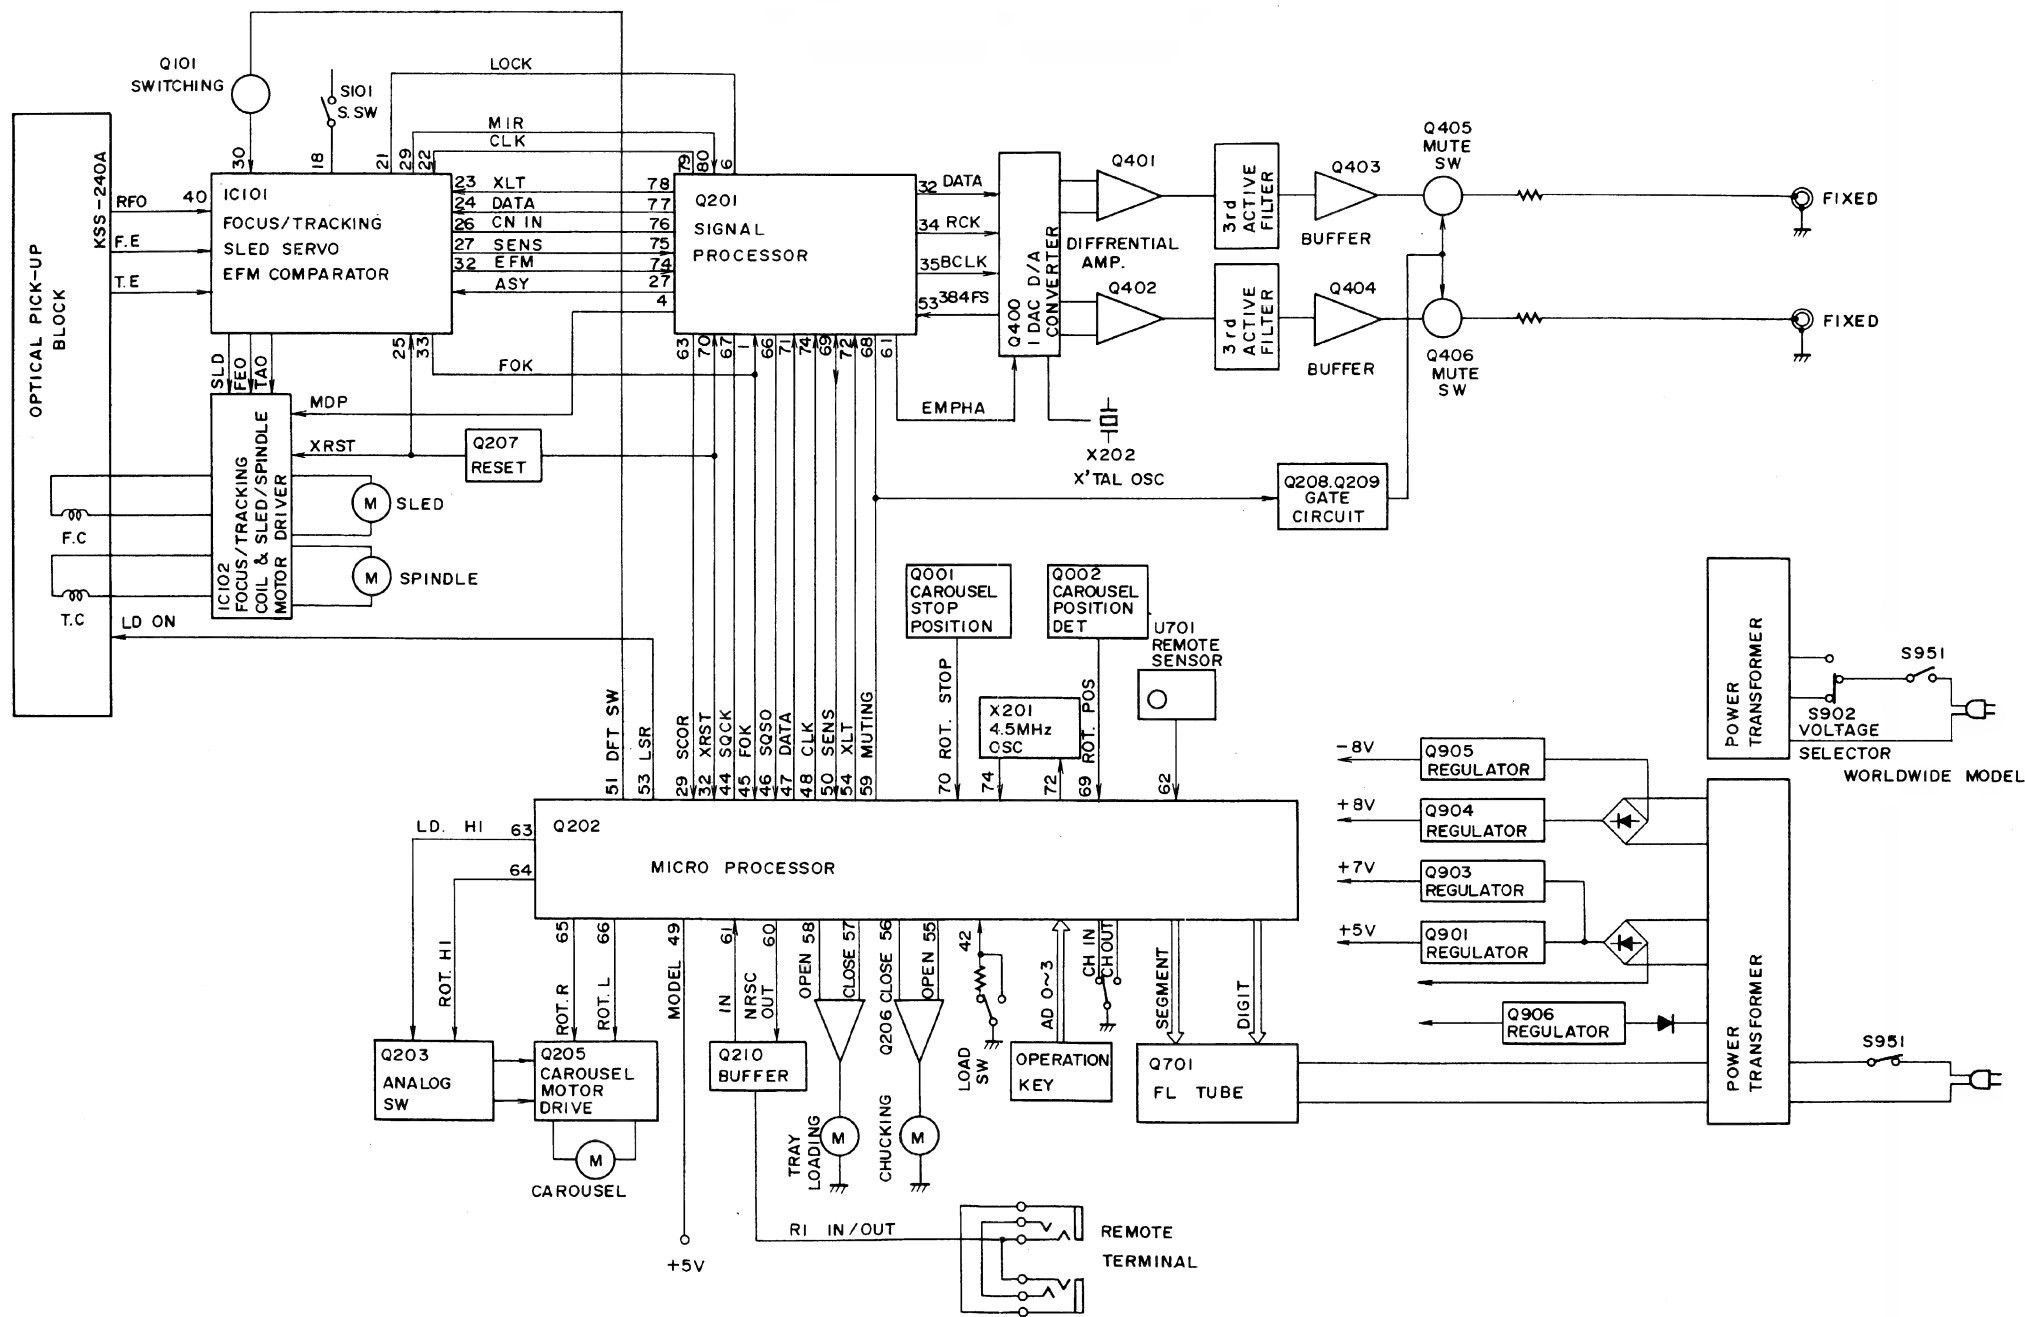 Q101
SWITCHING
S101
S.SW
LOCK
MIR
CLK
30
18
21
29
22
79
80
6
OPTICAL PICK-UP
BLOCK
KSS-240A
RFO
40
F.E
T.E
IC101
FOCUS/TRACKING
SLED SERVO
EFM COMPARATOR
23 XLT 78
24 DATA 77
26 CN IN 76
27 SENS 75
32 EFM 74
ASY 27
4
Q201
SIGNAL
PROCESSOR
32 DATA
34 RCK
35 BCLK
53 384FS
Q400
1 DAC D/A
CONVERTER
Q401
DIFFRENTIAL
AMP.
Q402
3rd
ACTIVE
FILTER
3rd
ACTIVE
FILTER
Q403
BUFFER
Q404
BUFFER
Q405
MUTE
SW
Q406
MUTE
SW
FIXED
FIXED
SLD
FEO
TAO
25
33
FOK
MDP
XRST
Q207
RESET
63
70
67
1
66
71
74
69
72
68
61
EMPHA
X202
X'TAL OSC
Q208.Q209
GATE
CIRCUIT
IC102
FOCUS/TRACKING
COIL & SLED/SPINDLE
MOTOR DRIVER
M
SLED
M
SPINDLE
F.C
T.C
LD ON
51 DFT SW
53 LSR
29 SCOR
32 XRST
44 SQCK
45 FOK
46 SQSO
47 DATA
48 CLK
50 SENS
54 XLT
59 MUTING
Q001
CAROUSEL
STOP
POSITION
Q002
CAROUSEL
POSITION
DET
U701
REMOTE
SENSOR
70 ROT. STOP
X201
4.5MHz
OSC
74
72
69 ROT. POS
62
POWER
TRANSFORMER
S951
S902
VOLTAGE
SELECTOR
WORLDWIDE MODEL
-8V
Q905
REGULATOR
+8V
Q904
REGULATOR
+7V
Q903
REGULATOR
+5V
Q901
REGULATOR
Q906
REGULATOR
POWER
TRANSFORMER
S951
LD. HI
63
64
Q202
MICRO PROCESSOR
ROT. HI
65
ROT. R
66
ROT. L
MODEL 49
61
IN
60
NRSC
OUT
OPEN 58
CLOSE 57
Q206 CLOSE 56
OPEN 55
42
LOAD
SW
AD 0~3
CH IN
CH OUT
SEGMENT
DIGIT
Q203
ANALOG
SW
Q205
CAROUSEL
MOTOR
DRIVE
Q210
BUFFER
OPERATION
KEY
Q701
FL TUBE
M
CAROUSEL
TRAY
LOADING
M
CHUCKING
M
+5V
RI IN/OUT
REMOTE
TERMINAL